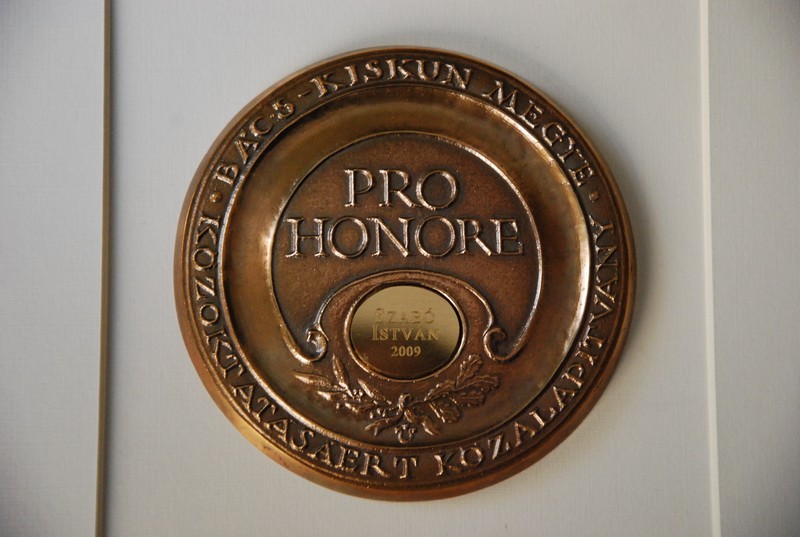 BÁCS-KISKUN MEGYE
KÖZOKTATÁSÁÉRT KÖZALAPÍTVÁNY
PRO
HONORE
SZABÓ
ISTVÁN
2009